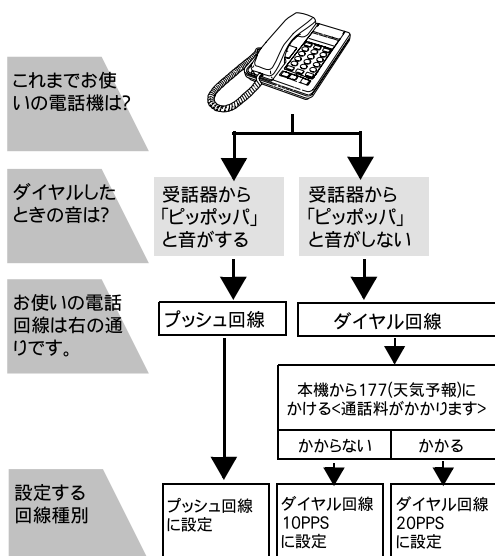 これまでお使
いの電話機は?
ダイヤルした
ときの音は?
受話器から
「ピッポッパ」
と音がする
受話器から
「ピッポッパ」
と音がしない
お使いの電話
回線は右の通
りです。
プッシュ回線
ダイヤル回線
本機から177(天気予報)に
かける<通話料がかかります>
かからない
かかる
設定する
回線種別
プッシュ回線
に設定
ダイヤル回線
10PPS
に設定
ダイヤル回線
20PPS
に設定